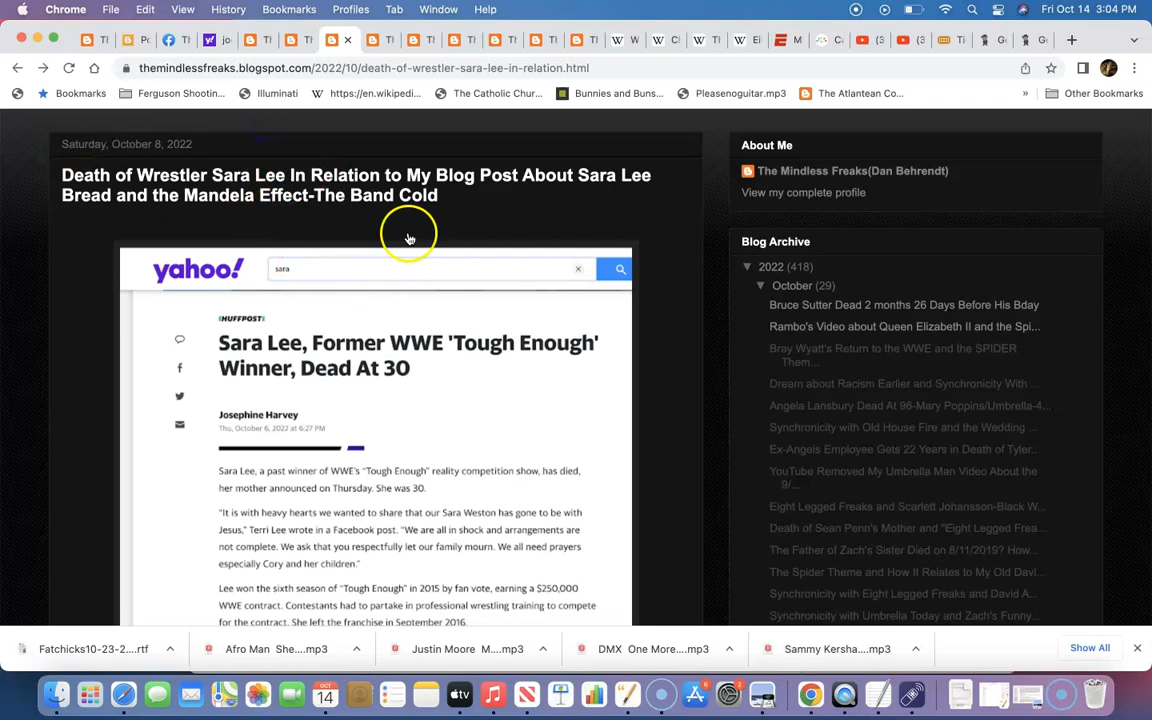 Chrome File Edit View History Bookmarks Profiles Tab Window Help Fri Oct 14 3:04 PM
themindlessfreaks.blogspot.com/2022/10/death-of-wrestler-sara-lee-in-relation.html
Bookmarks Ferguson Shootin... Illuminati https://en.wikipedi... The Catholic Chur... Bunnies and Buns... Pleasenoguitar.mp3 The Atlantean Co... » Other Bookmarks
Saturday, October 8, 2022
Death of Wrestler Sara Lee In Relation to My Blog Post About Sara Lee
Bread and the Mandela Effect-The Band Cold
yahoo! sara
HUFFPOST
Sara Lee, Former WWE 'Tough Enough'
Winner, Dead At 30
Josephine Harvey
Thu, October 6, 2022 at 6:27 PM
Sara Lee, a past winner of WWE's "Tough Enough" reality competition show, has died,
her mother announced on Thursday. She was 30.
"It is with heavy hearts we wanted to share that our Sara Weston has gone to be with
Jesus," Terri Lee wrote in a Facebook post. "We are all in shock and arrangements are
not complete. We ask that you respectfully let our family mourn. We all need prayers
especially Cory and her children."
Lee won the sixth season of "Tough Enough" in 2015 by fan vote, earning a $250,000
WWE contract. Contestants had to partake in professional wrestling training to compete
for the contract. She left the franchise in September 2016.
About Me
The Mindless Freaks(Dan Behrendt)
View my complete profile
Blog Archive
▼ 2022 (418)
▼ October (29)
Bruce Sutter Dead 2 months 26 Days Before His Bday
Rambo's Video about Queen Elizabeth II and the Spi...
Bray Wyatt's Return to the WWE and the SPIDER
Them...
Dream about Racism Earlier and Synchronicity With ...
Angela Lansbury Dead At 96-Mary Poppins/Umbrella-4...
Synchronicity with Old House Fire and the Wedding ...
Ex-Angels Employee Gets 22 Years in Death of Tyler...
YouTube Removed My Umbrella Man Video About the
9/...
Eight Legged Freaks and Scarlett Johansson-Black W...
Death of Sean Penn's Mother and "Eight Legged Frea...
The Father of Zach's Sister Died on 8/11/2019? How...
The Spider Theme and How It Relates to My Old Davi...
Synchronicity with Eight Legged Freaks and David A...
Synchronicity with Umbrella Today and Zach's Funny...
Fatchicks10-23-2....rtf Afro Man She....mp3 Justin Moore M....mp3 DMX One More....mp3 Sammy Kersha....mp3 Show All